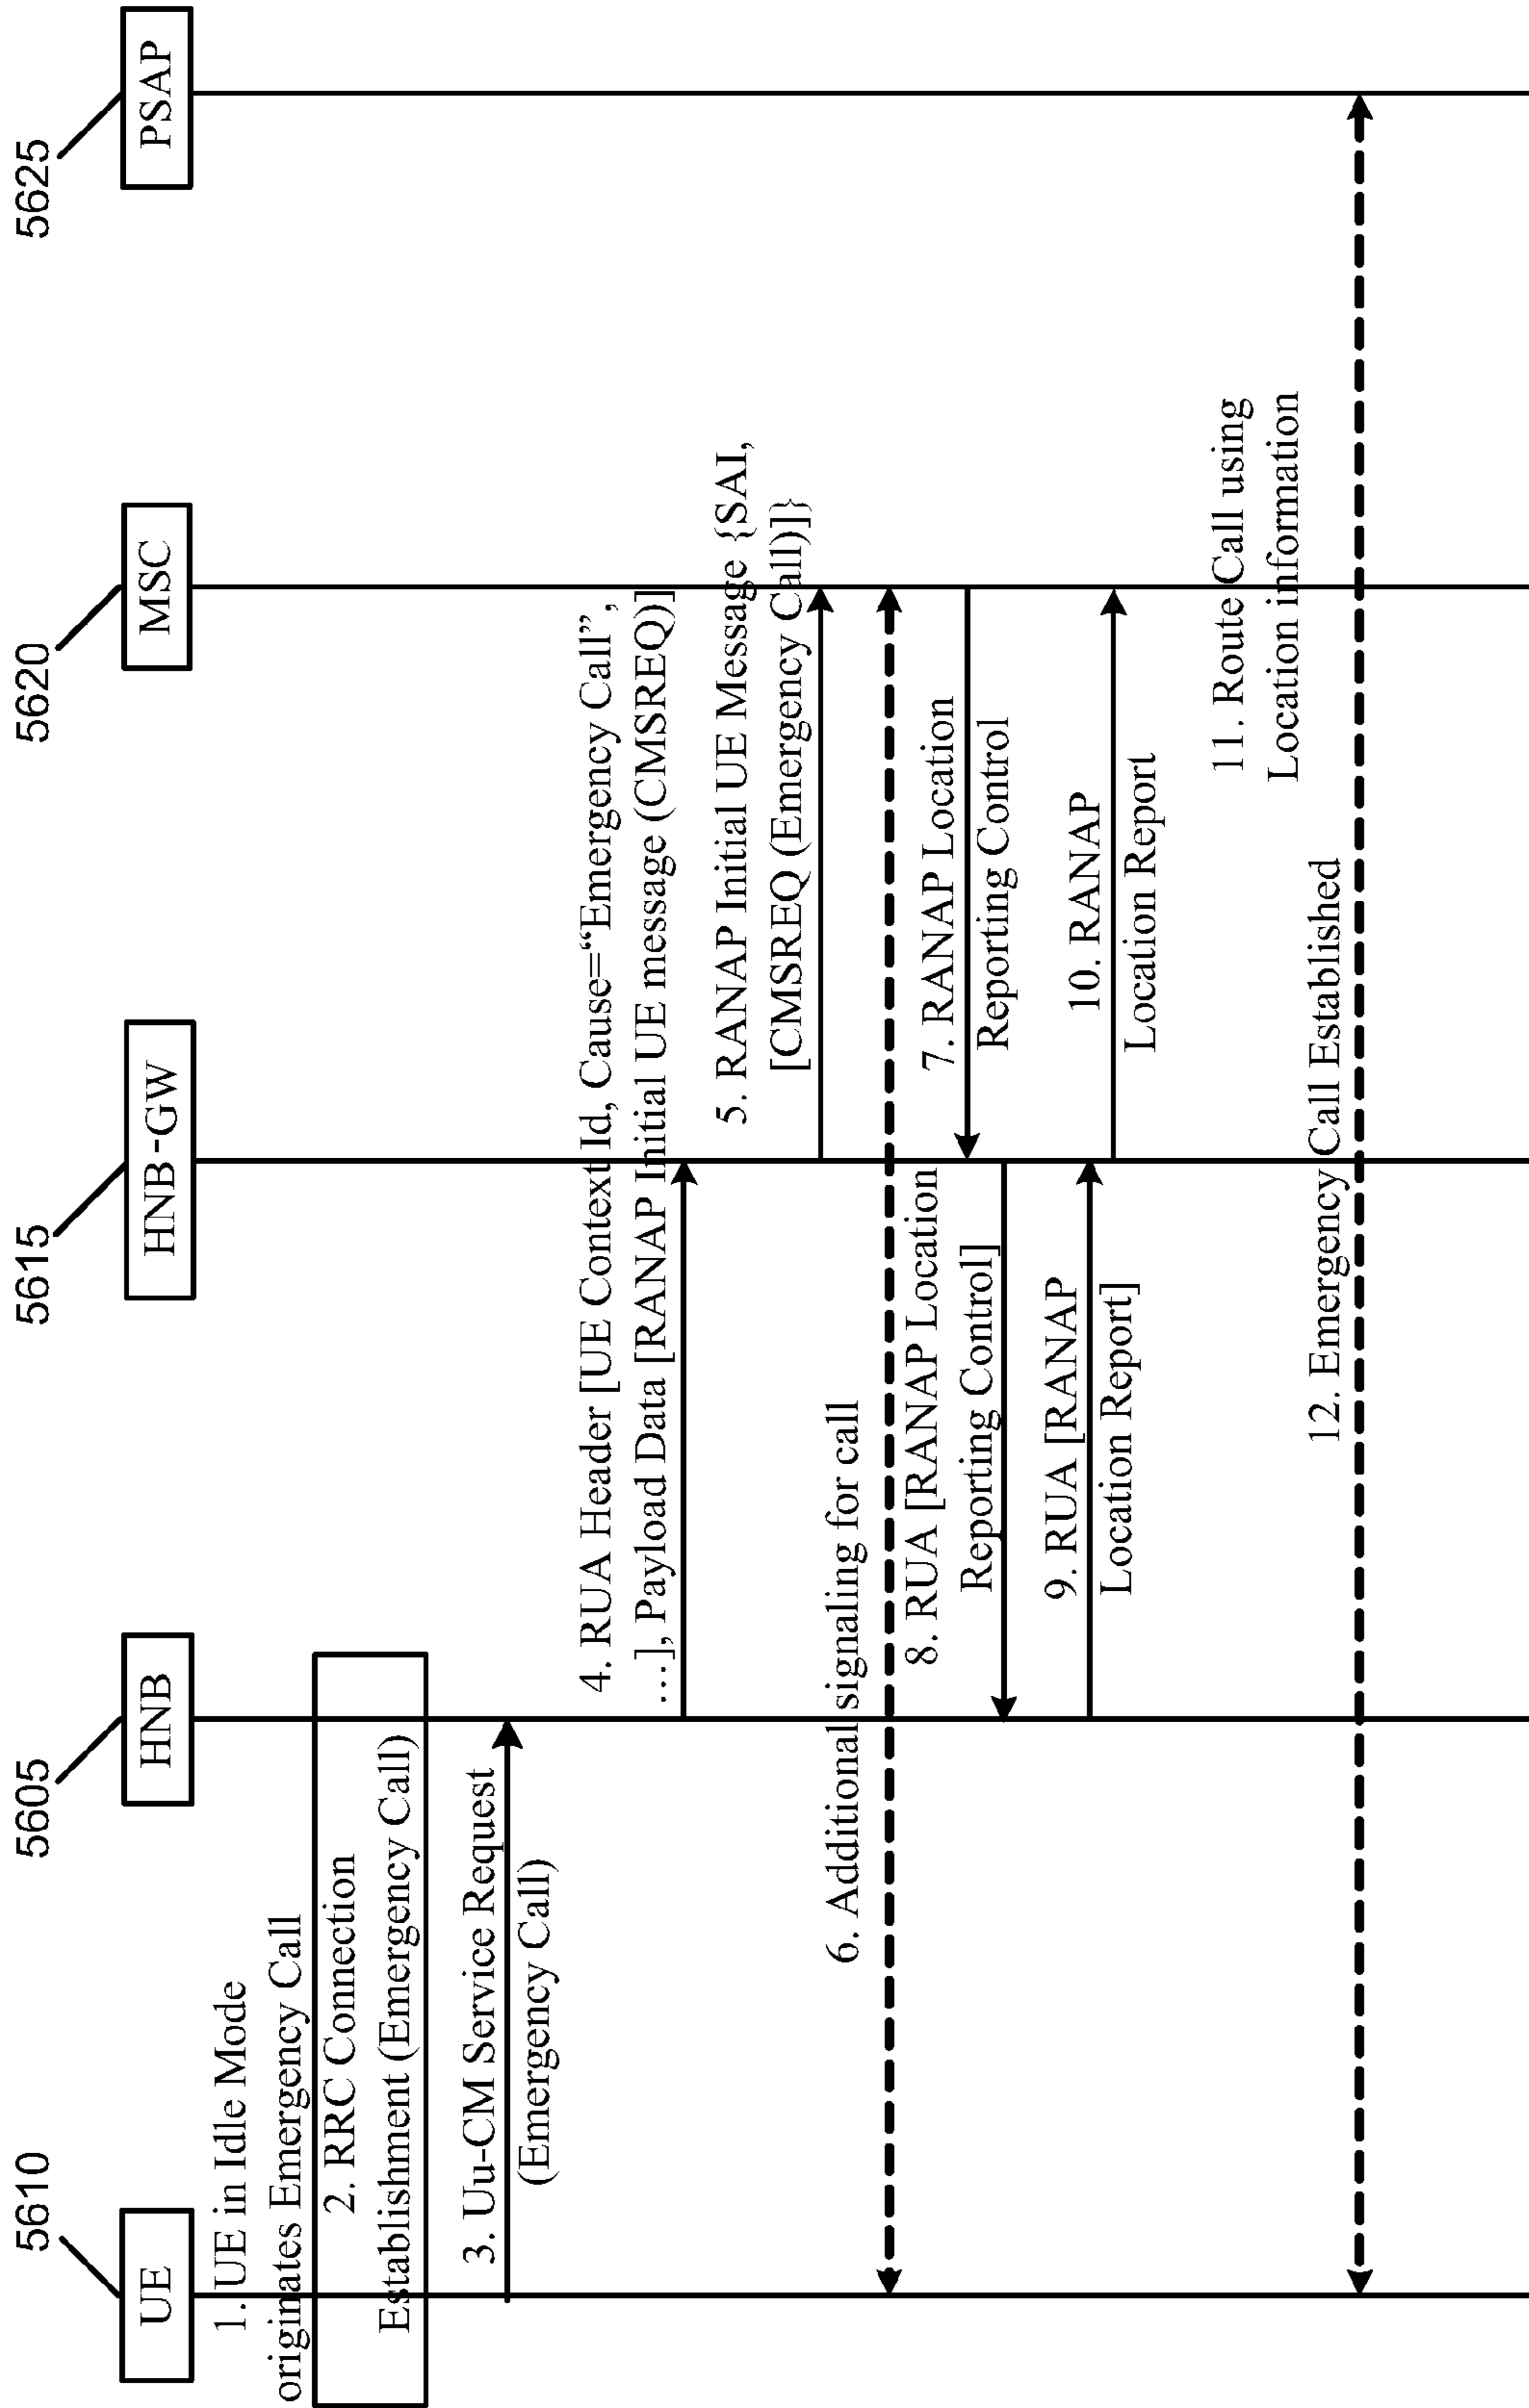 5610
5605
5615
5620
5625
UE
HNB
HNB-GW
MSC
PSAP
1. UE in Idle Mode
originates Emergency Call
2. RRC Connection
Establishment (Emergency Call)
3. Uu-CM Service Request
(Emergency Call)
4. RUA Header [UE Context Id, Cause=“Emergency Call”,
…], Payload Data [RANAP Initial UE message (CMSREQ)]
5. RANAP Initial UE Message {SAI,
[CMSREQ (Emergency Call)]}
6. Additional signaling for call
7. RANAP Location
Reporting Control
8. RUA [RANAP Location
Reporting Control]
9. RUA [RANAP
Location Report]
10. RANAP
Location Report
11. Route Call using
Location information
12. Emergency Call Established